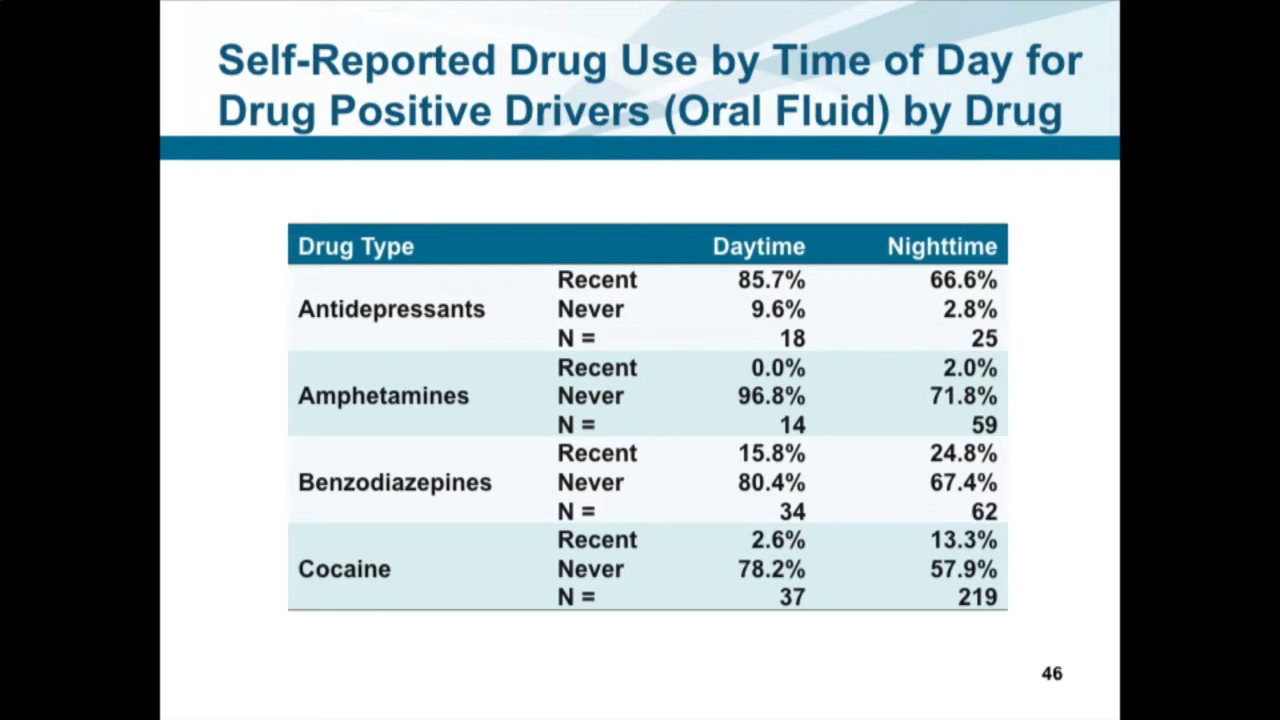 Self-Reported Drug Use by Time of Day for
Drug Positive Drivers (Oral Fluid) by Drug
Drug Type Daytime Nighttime
Recent 85.7% 66.6%
Antidepressants Never 9.6% 2.8%
N = 18 25
Recent 0.0% 2.0%
Amphetamines Never 96.8% 71.8%
N = 14 59
Recent 15.8% 24.8%
Benzodiazepines Never 80.4% 67.4%
N = 34 62
Recent 2.6% 13.3%
Cocaine Never 78.2% 57.9%
N = 37 219
46